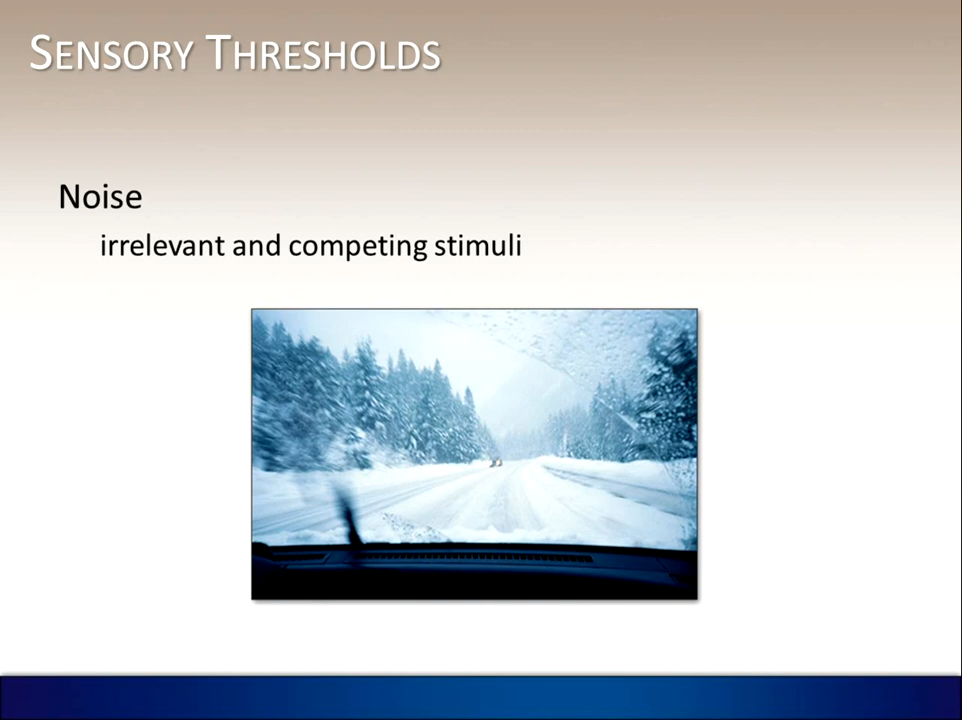 Sensory Thresholds
Noise
irrelevant and competing stimuli